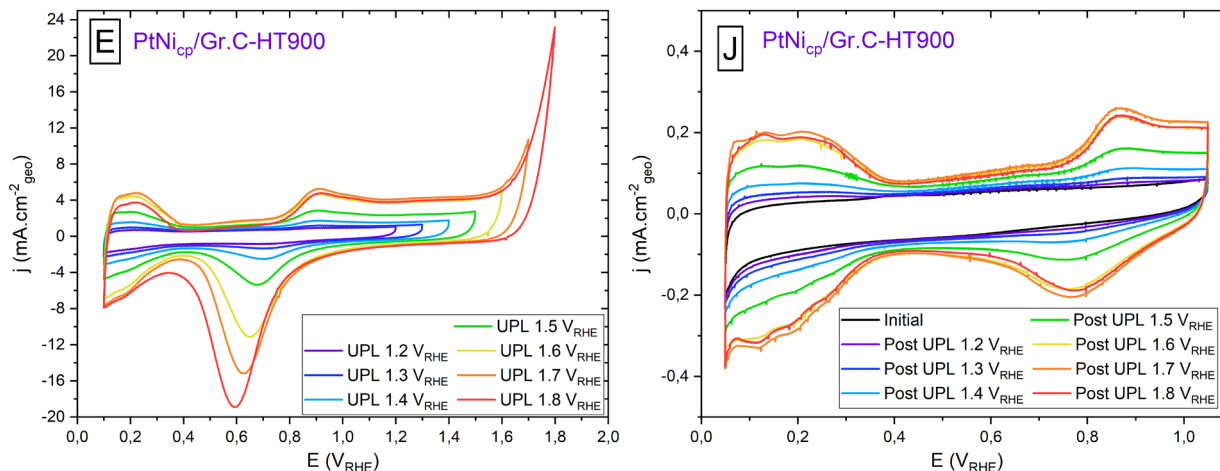 E
PtNicp/Gr.C-HT900
24
20
16
12
8
4
0
-4
-8
-12
-16
-20
j (mA.cm⁻²geo)
UPL 1.5 VRHE
UPL 1.2 VRHE
UPL 1.6 VRHE
UPL 1.3 VRHE
UPL 1.7 VRHE
UPL 1.4 VRHE
UPL 1.8 VRHE
0,0 0,2 0,4 0,6 0,8 1,0 1,2 1,4 1,6 1,8 2,0
E (VRHE)
PtNicp/Gr.C-HT900
J
0,4
0,2
0,0
-0,2
-0,4
j (mA.cm⁻²geo)
Initial
Post UPL 1.5 VRHE
Post UPL 1.2 VRHE
Post UPL 1.6 VRHE
Post UPL 1.3 VRHE
Post UPL 1.7 VRHE
Post UPL 1.4 VRHE
Post UPL 1.8 VRHE
0,0 0,2 0,4 0,6 0,8 1,0
E (VRHE)